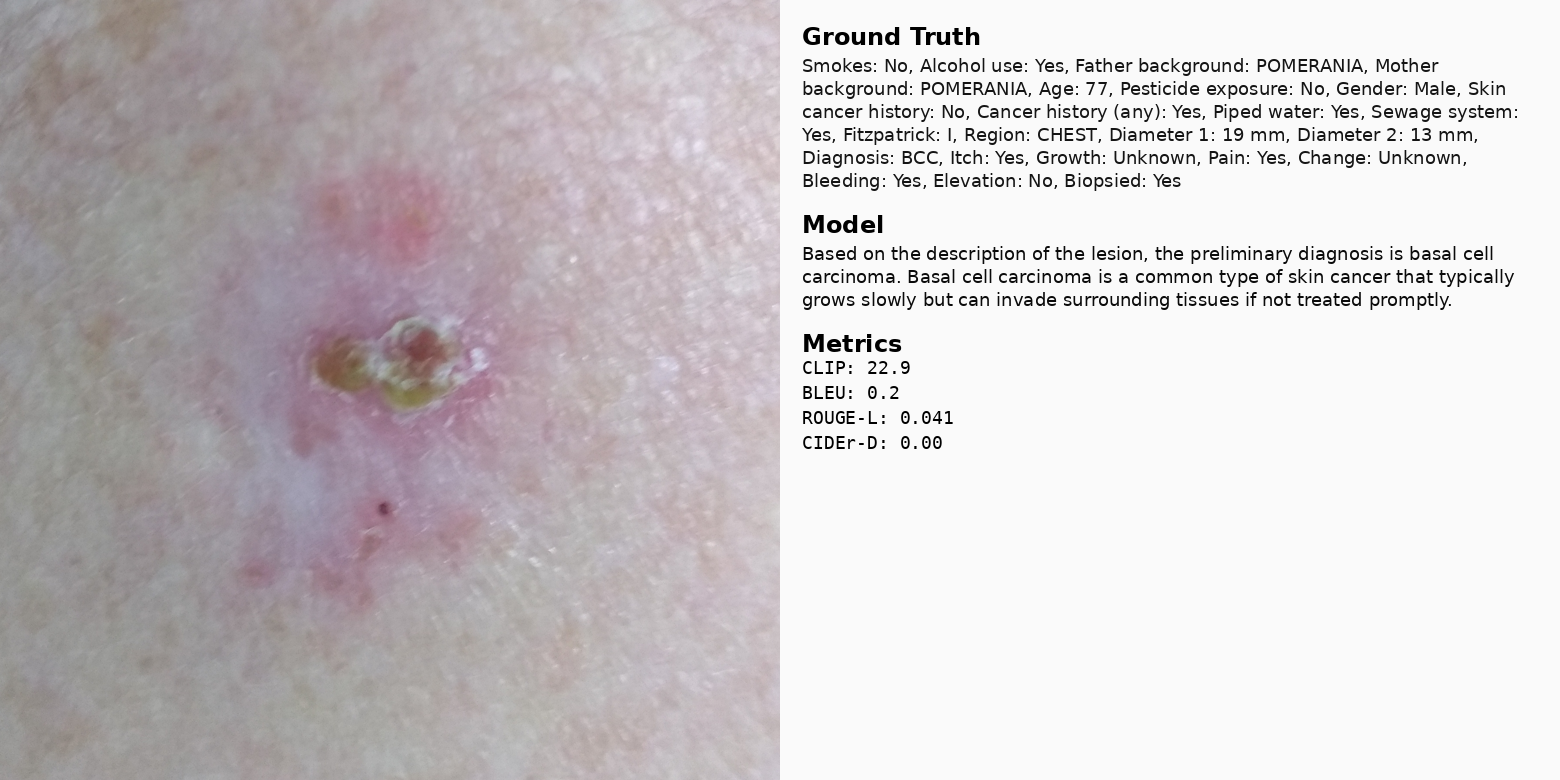 Ground Truth
Smokes: No, Alcohol use: Yes, Father background: POMERANIA, Mother
background: POMERANIA, Age: 77, Pesticide exposure: No, Gender: Male, Skin
cancer history: No, Cancer history (any): Yes, Piped water: Yes, Sewage system:
Yes, Fitzpatrick: I, Region: CHEST, Diameter 1: 19 mm, Diameter 2: 13 mm,
Diagnosis: BCC, Itch: Yes, Growth: Unknown, Pain: Yes, Change: Unknown,
Bleeding: Yes, Elevation: No, Biopsied: Yes
Model
Based on the description of the lesion, the preliminary diagnosis is basal cell
carcinoma. Basal cell carcinoma is a common type of skin cancer that typically
grows slowly but can invade surrounding tissues if not treated promptly.
Metrics
CLIP: 22.9
BLEU: 0.2
ROUGE-L: 0.041
CIDEr-D: 0.00